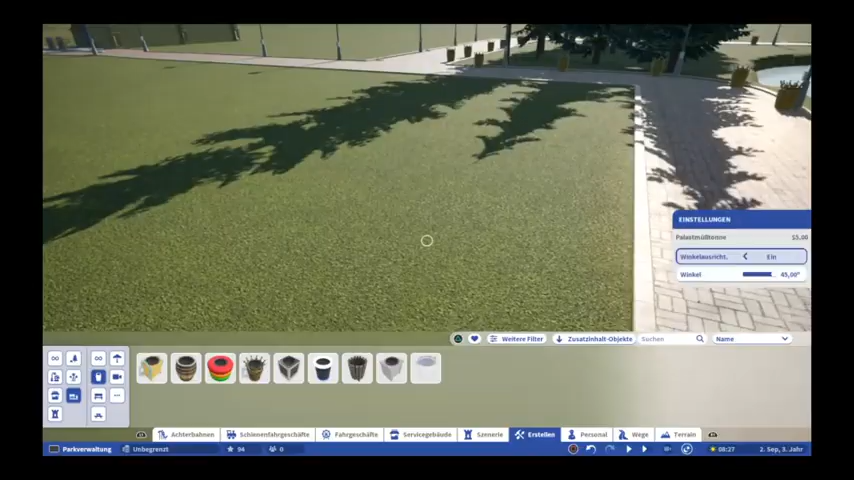 EINSTELLUNGEN
Palastmülltonne $5,00
Winkelausricht. Ein
Winkel 45,00°
Weitere Filter Zusatzinhalt-Objekte Suchen Name
Achterbahnen Schienenfahrgeschäfte Fahrgeschäfte Servicegebäude Szenerie Erstellen Personal Wege Terrain
Parkverwaltung Unbegrenzt 94 0 08:27 2. Sep, 3. Jahr